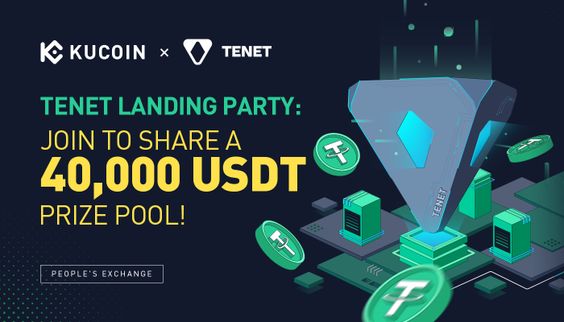 KUCOIN × TENET
TENET LANDING PARTY:
JOIN TO SHARE A
40,000 USDT
PRIZE POOL!
PEOPLE'S EXCHANGE
TENET